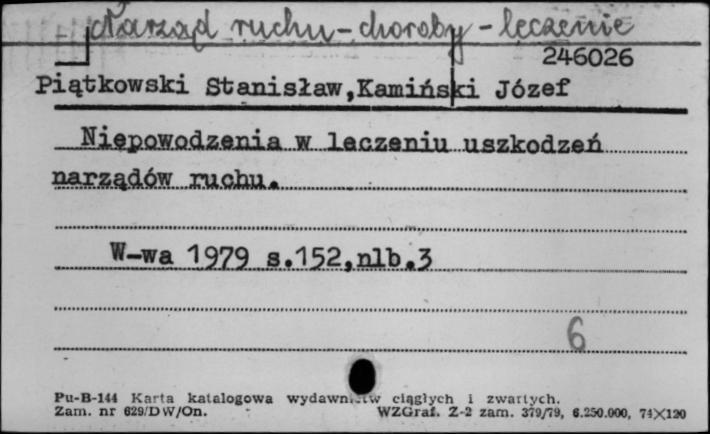 Narząd ruchu - choroby - leczenie
246026
Piątkowski Stanisław,Kamiński Józef
Niepowodzenia w leczeniu uszkodzeń
narządów ruchu.
W-wa 1979 s.152,nlb.3
6
Pu-B-144 Karta katalogowa wydawnictw ciągłych i zwartych.
Zam. nr 629/DW/On. WZGraf. Z-2 zam. 379/79, 6.250.000, 74X120